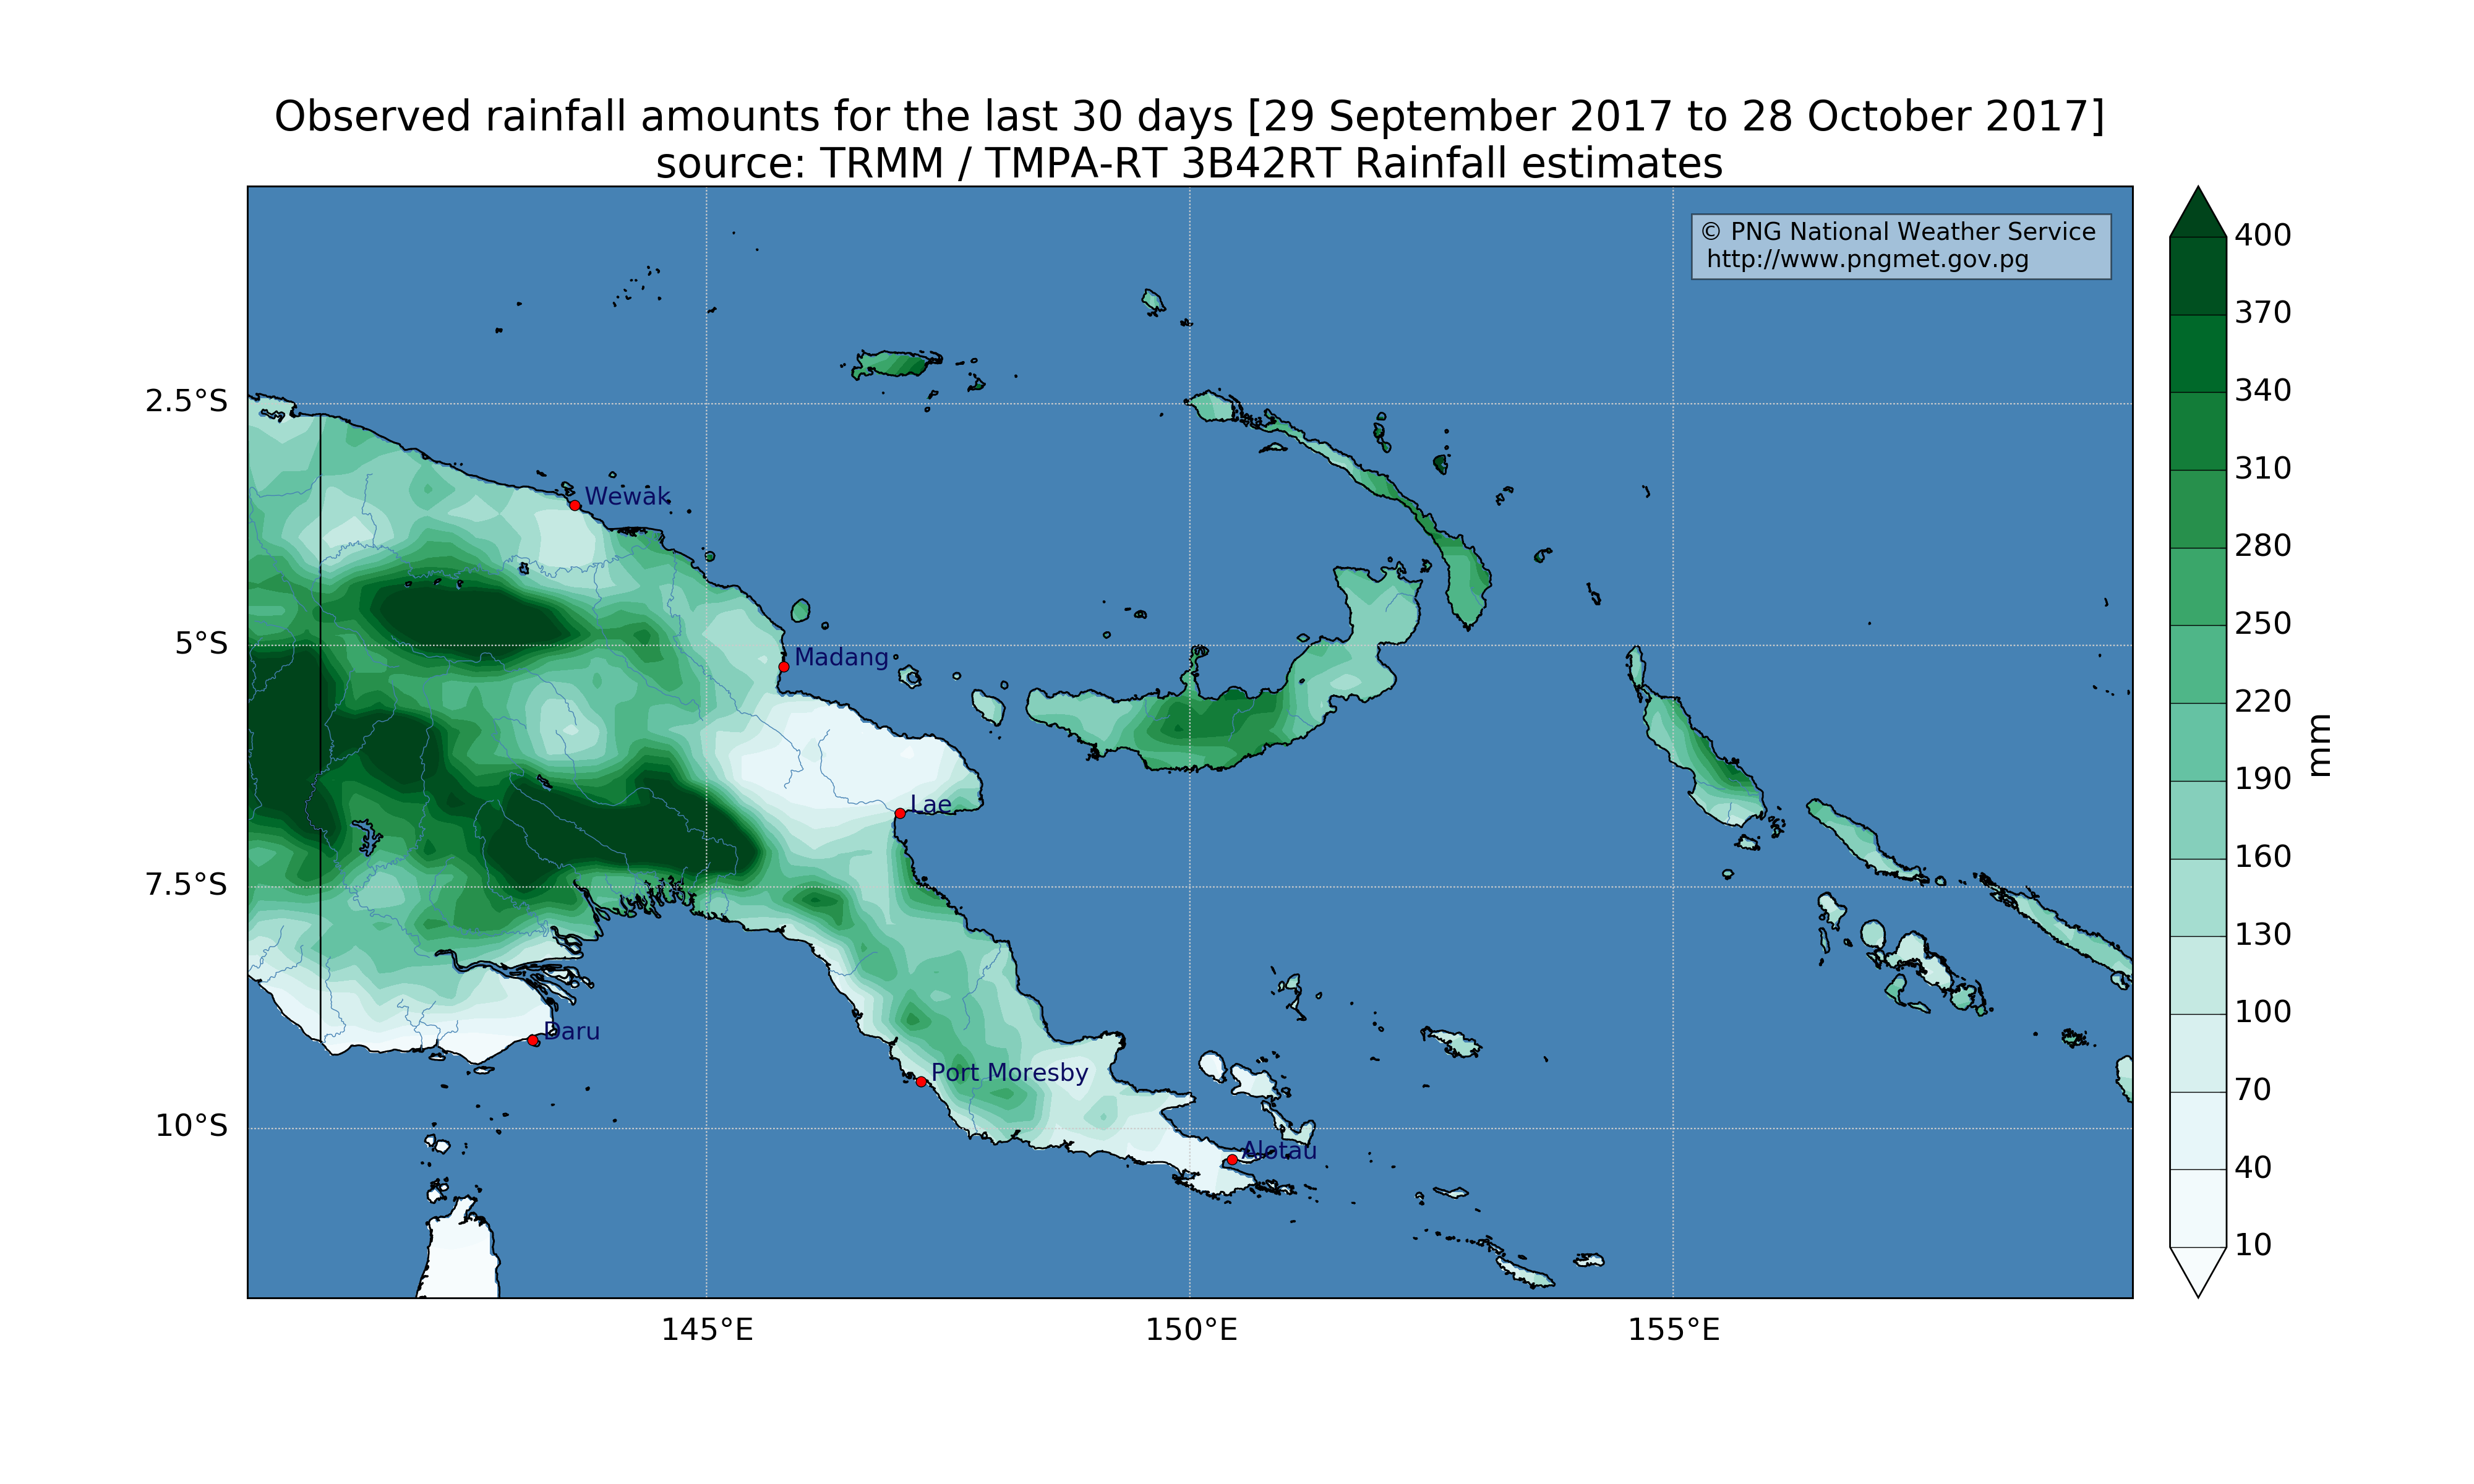 Observed rainfall amounts for the last 30 days [29 September 2017 to 28 October 2017]
source: TRMM / TMPA-RT 3B42RT Rainfall estimates
© PNG National Weather Service
http://www.pngmet.gov.pg
400
370
340
310
280
250
220
190
160
130
100
70
40
10
mm
2.5°S
5°S
7.5°S
10°S
Wewak
Madang
Lae
Daru
Port Moresby
Alotau
145°E
150°E
155°E